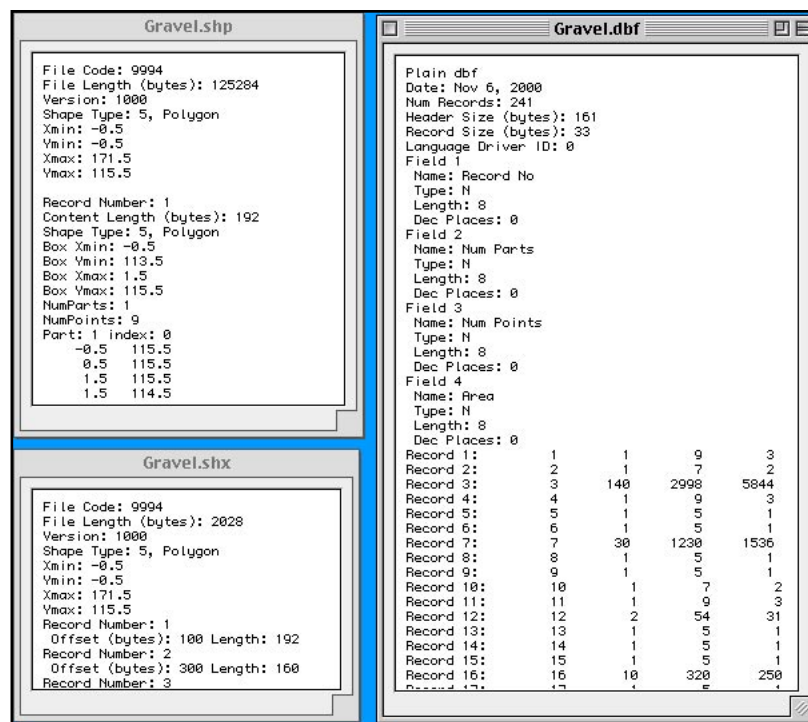 Gravel.shp
File Code: 9994
File Length (bytes): 125284
Version: 1000
Shape Type: 5, Polygon
Xmin: -0.5
Ymin: -0.5
Xmax: 171.5
Ymax: 115.5
Record Number: 1
Content Length (bytes): 192
Shape Type: 5, Polygon
Box Xmin: -0.5
Box Ymin: 113.5
Box Xmax: 1.5
Box Ymax: 115.5
NumParts: 1
NumPoints: 9
Part: 1 index: 0
-0.5 115.5
0.5 115.5
1.5 115.5
1.5 114.5
Gravel.shx
File Code: 9994
File Length (bytes): 2028
Version: 1000
Shape Type: 5, Polygon
Xmin: -0.5
Ymin: -0.5
Xmax: 171.5
Ymax: 115.5
Record Number: 1
Offset (bytes): 100 Length: 192
Record Number: 2
Offset (bytes): 300 Length: 160
Record Number: 3
Gravel.dbf
Plain dbf
Date: Nov 6, 2000
Num Records: 241
Header Size (bytes): 161
Record Size (bytes): 33
Language Driver ID: 0
Field 1
Name: Record No
Type: N
Length: 8
Dec Places: 0
Field 2
Name: Num Parts
Type: N
Length: 8
Dec Places: 0
Field 3
Name: Num Points
Type: N
Length: 8
Dec Places: 0
Field 4
Name: Area
Type: N
Length: 8
Dec Places: 0
Record 1: 1 1 9 3
Record 2: 2 1 7 2
Record 3: 3 140 2998 5844
Record 4: 4 1 9 3
Record 5: 5 1 5 1
Record 6: 6 1 5 1
Record 7: 7 30 1230 1536
Record 8: 8 1 5 1
Record 9: 9 1 5 1
Record 10: 10 1 7 2
Record 11: 11 1 9 3
Record 12: 12 2 54 31
Record 13: 13 1 5 1
Record 14: 14 1 5 1
Record 15: 15 1 5 1
Record 16: 16 10 320 250